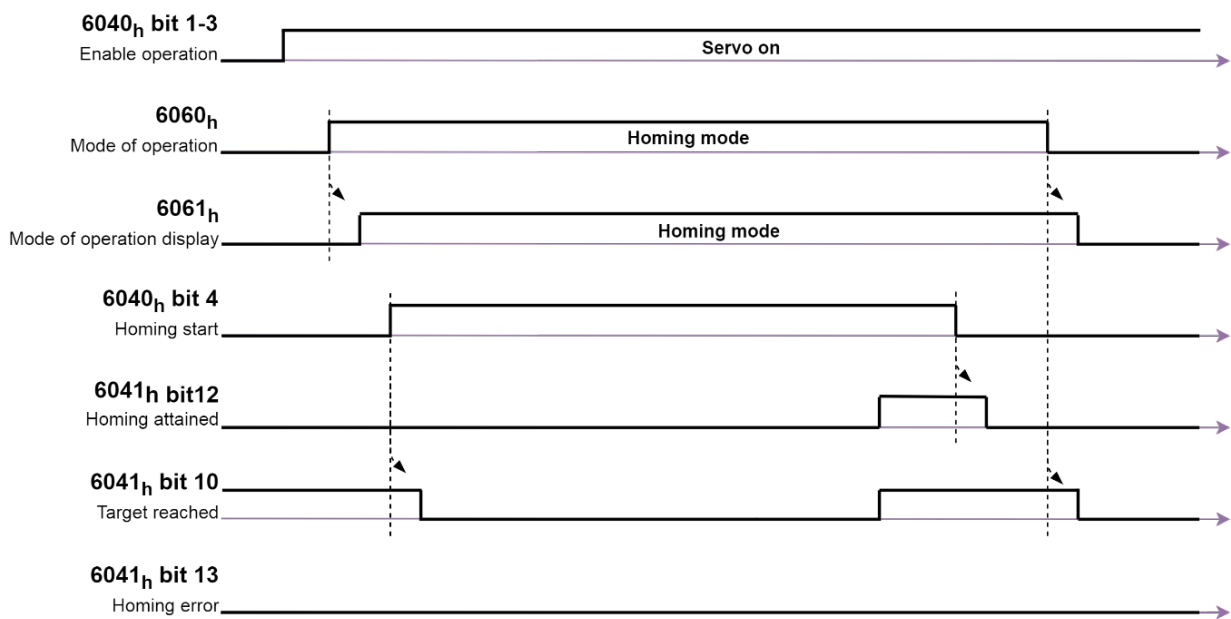 6040h bit 1-3
Enable operation
Servo on
6060h
Mode of operation
Homing mode
6061h
Mode of operation display
Homing mode
6040h bit 4
Homing start
6041h bit12
Homing attained
6041h bit 10
Target reached
6041h bit 13
Homing error